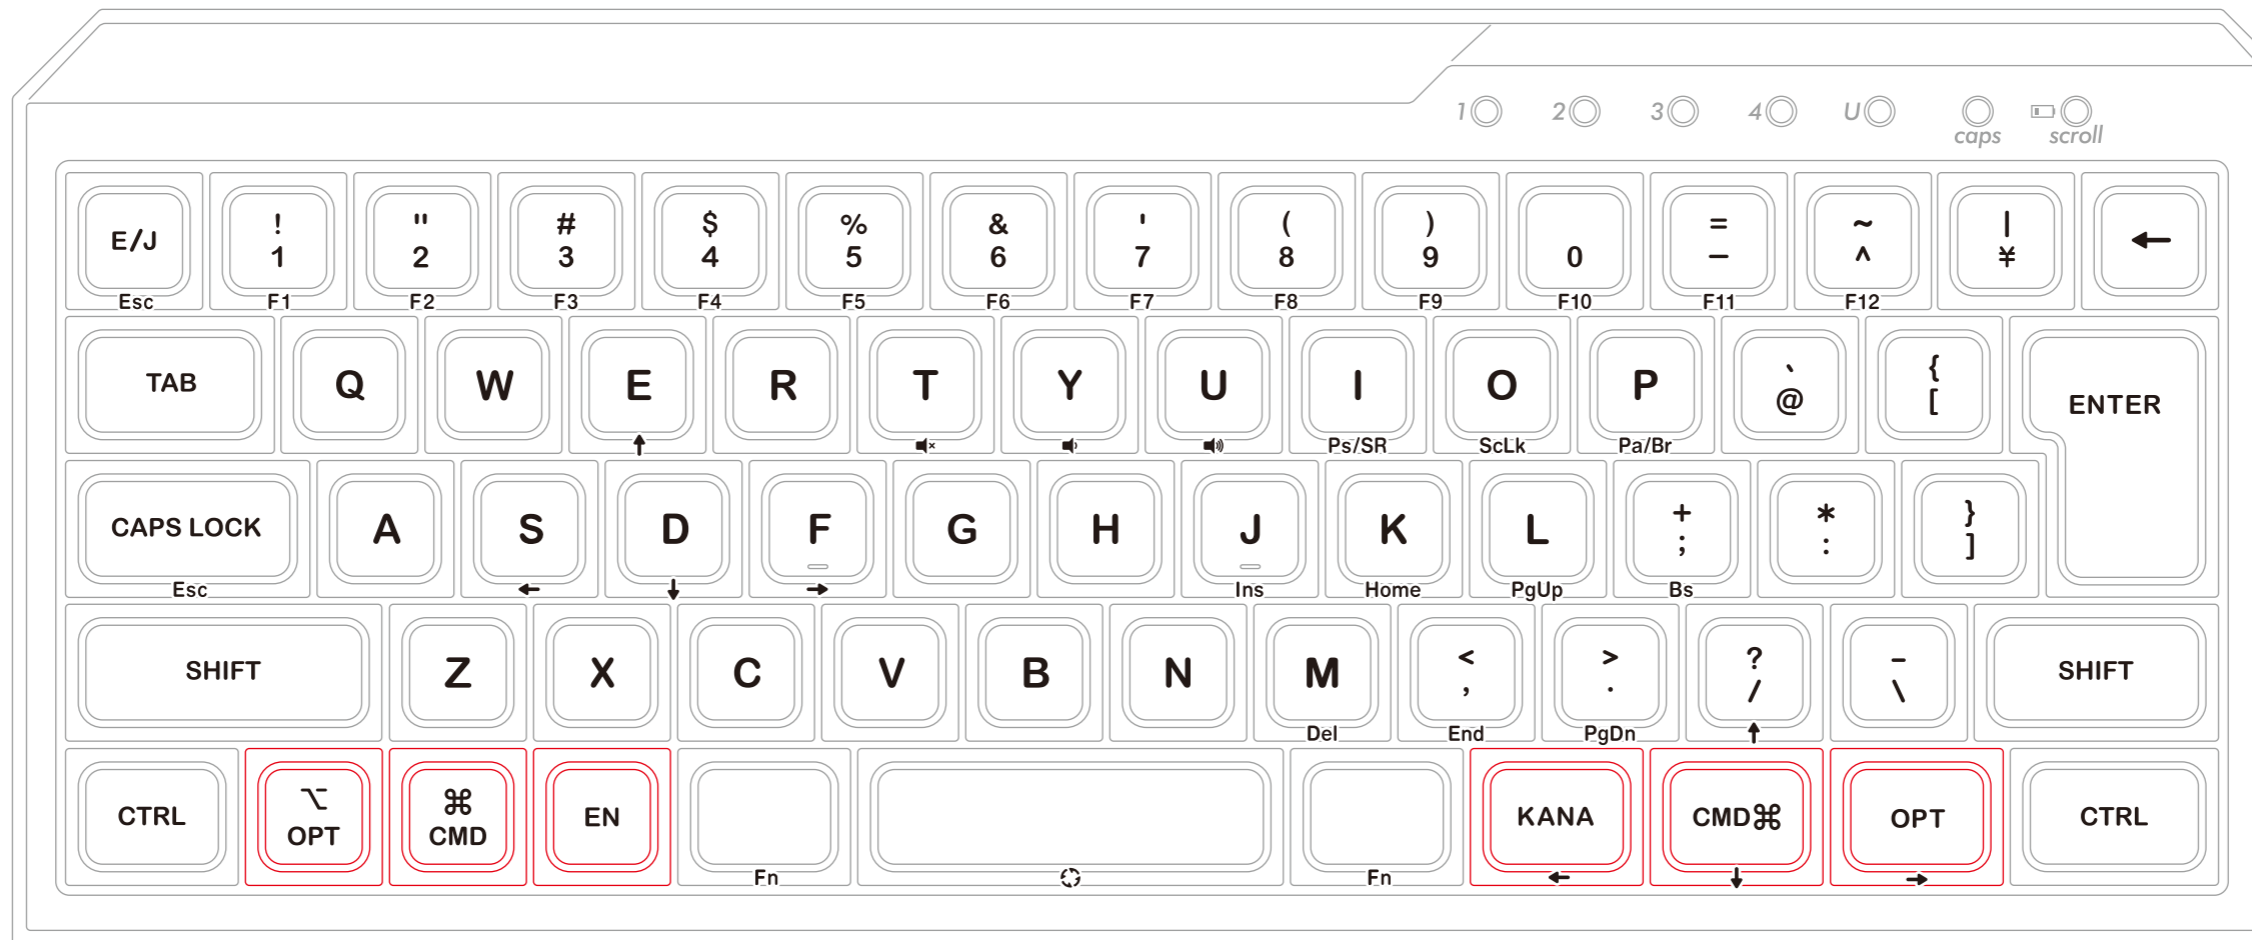 1 2 3 4 U
caps scroll
E/J ! 1 " 2 # 3 $ 4 % 5 & 6 ' 7 ( 8 ) 9 0 = - ~ ^ | ¥ ←
Esc F1 F2 F3 F4 F5 F6 F7 F8 F9 F10 F11 F12
TAB Q W E R T Y U I O P ` @ { [ ENTER
↑ Ps/SR ScLk Pa/Br
CAPS LOCK A S D F G H J K L + ; * : } ]
Esc ← ↓ → Ins Home PgUp Bs
SHIFT Z X C V B N M < , > . ? / - \ SHIFT
Del End PgDn ↑
CTRL ⌥ OPT ⌘ CMD EN KANA CMD⌘ OPT CTRL
Fn Fn ← ↓ →